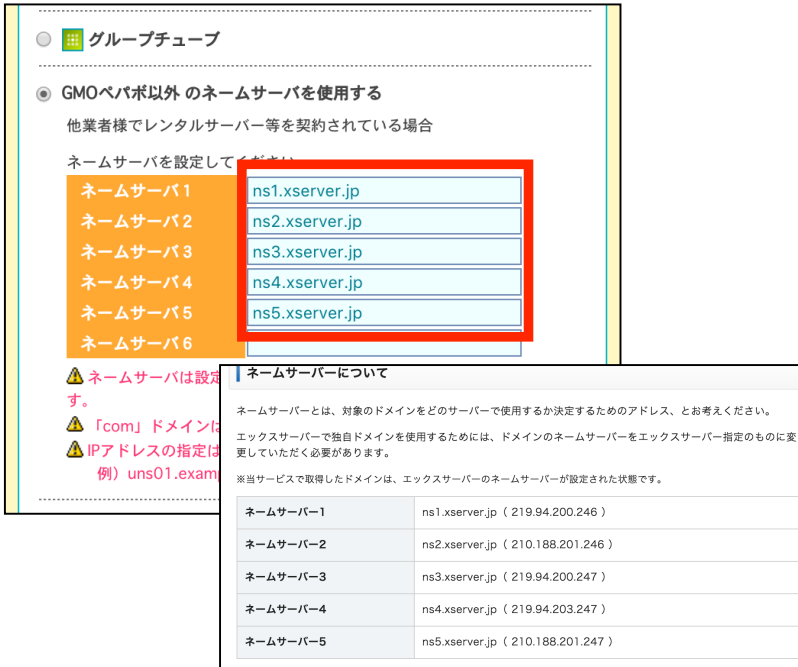 グループチューブ
GMOペパボ以外 のネームサーバを使用する
他業者様でレンタルサーバー等を契約されている場合
ネームサーバを設定してください
ネームサーバ 1 ns1.xserver.jp
ネームサーバ 2 ns2.xserver.jp
ネームサーバ 3 ns3.xserver.jp
ネームサーバ 4 ns4.xserver.jp
ネームサーバ 5 ns5.xserver.jp
ネームサーバ 6
ネームサーバは設定
す。
「com」ドメインは
IPアドレスの指定は
例）uns01.examp
ネームサーバーについて
ネームサーバーとは、対象のドメインをどのサーバーで使用するか決定するためのアドレス、とお考えください。
エックスサーバーで独自ドメインを使用するためには、ドメインのネームサーバーをエックスサーバー指定のものに変
更していただく必要があります。
※当サービスで取得したドメインは、エックスサーバーのネームサーバーが設定された状態です。
ネームサーバー1 ns1.xserver.jp（ 219.94.200.246 ）
ネームサーバー2 ns2.xserver.jp（ 210.188.201.246 ）
ネームサーバー3 ns3.xserver.jp（ 219.94.200.247 ）
ネームサーバー4 ns4.xserver.jp（ 219.94.203.247 ）
ネームサーバー5 ns5.xserver.jp（ 210.188.201.247 ）